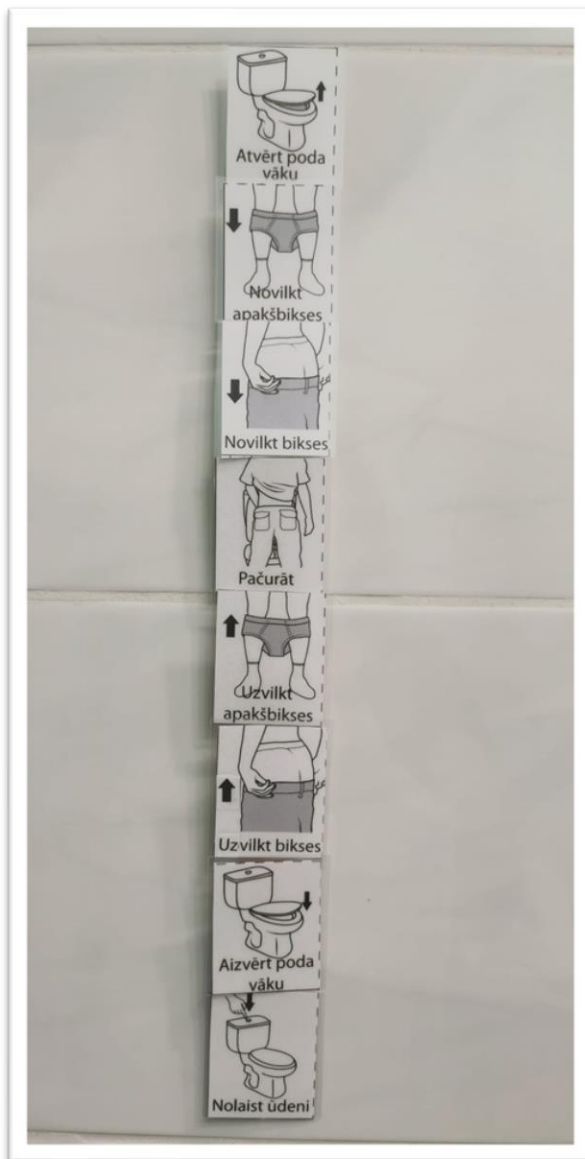 Atvērt poda
vāku
Novilkt
apakšbikses
Novilkt bikses
Pačurāt
Uzvilkt
apakšbikses
Uzvilkt bikses
Aizvērt poda
vāku
Nolaist ūdeni